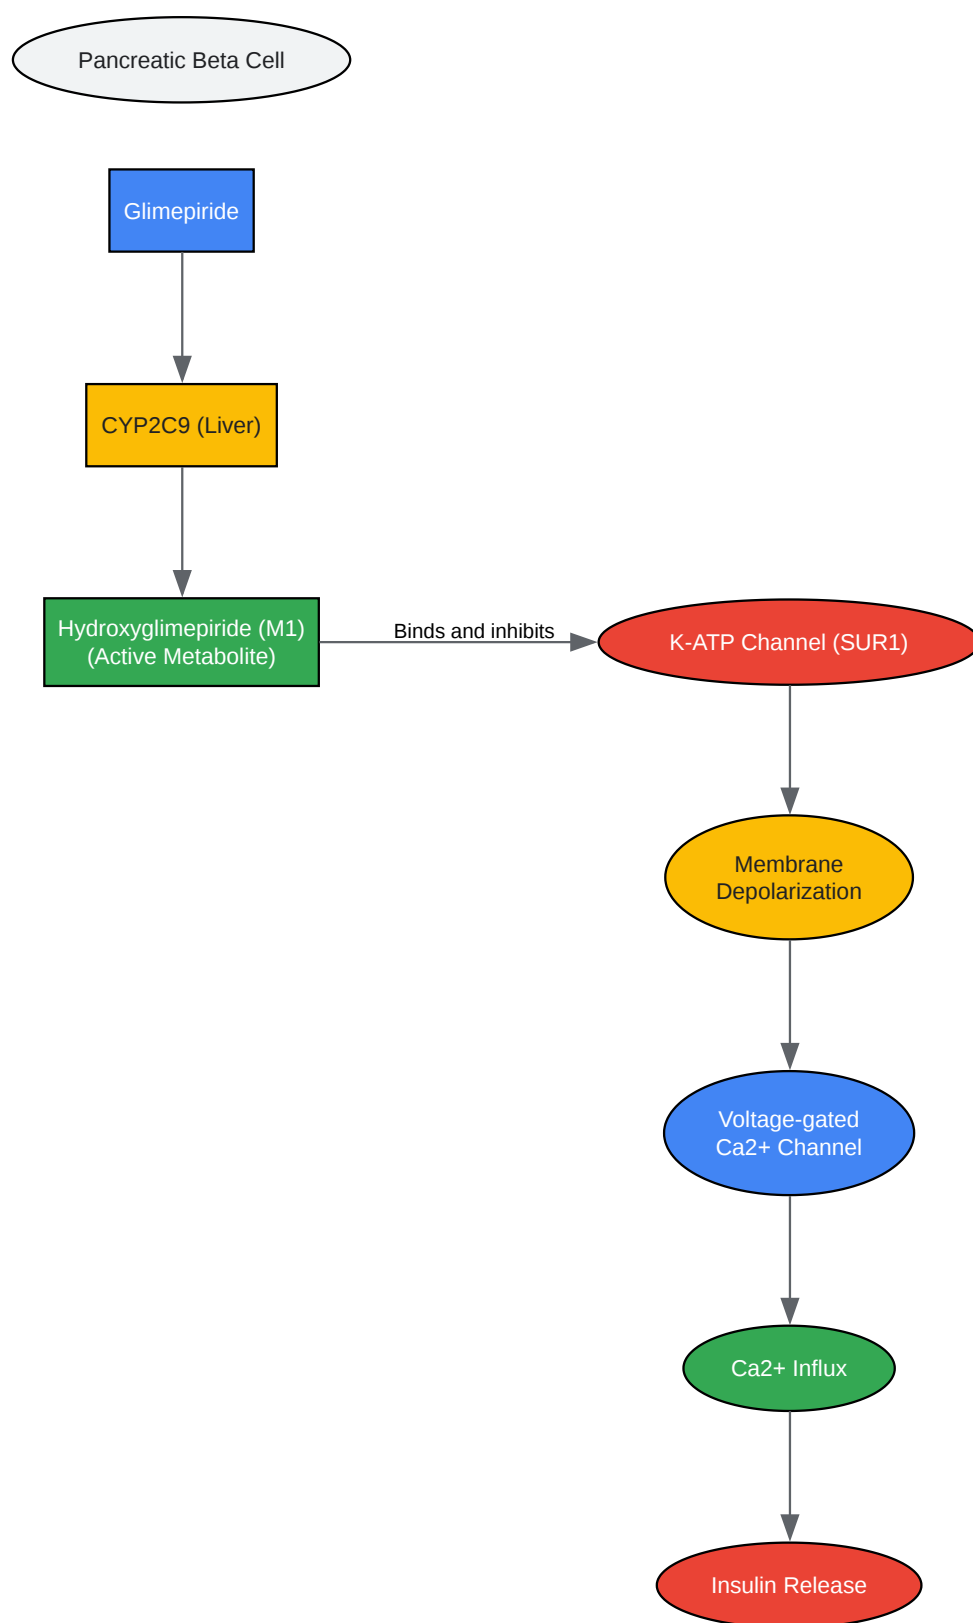 Pancreatic Beta Cell
Glimepiride
CYP2C9 (Liver)
Hydroxyglimepiride (M1)
(Active Metabolite)
Binds and inhibits
K-ATP Channel (SUR1)
Membrane
Depolarization
Voltage-gated
Ca2+ Channel
Ca2+ Influx
Insulin Release